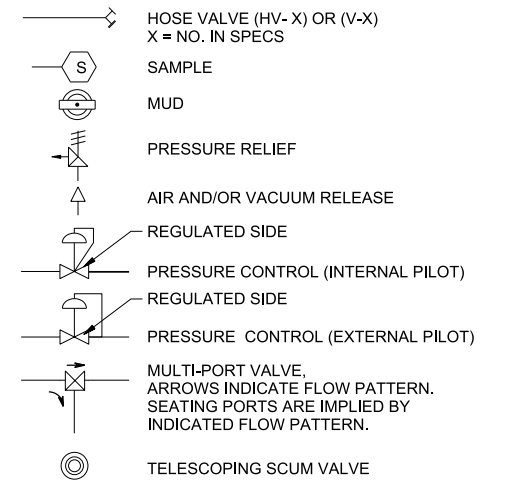 HOSE VALVE (HV- X) OR (V-X)
X = NO. IN SPECS
S
SAMPLE
MUD
PRESSURE RELIEF
AIR AND/OR VACUUM RELEASE
REGULATED SIDE
PRESSURE CONTROL (INTERNAL PILOT)
REGULATED SIDE
PRESSURE CONTROL (EXTERNAL PILOT)
MULTI-PORT VALVE,
ARROWS INDICATE FLOW PATTERN.
SEATING PORTS ARE IMPLIED BY
INDICATED FLOW PATTERN.
TELESCOPING SCUM VALVE